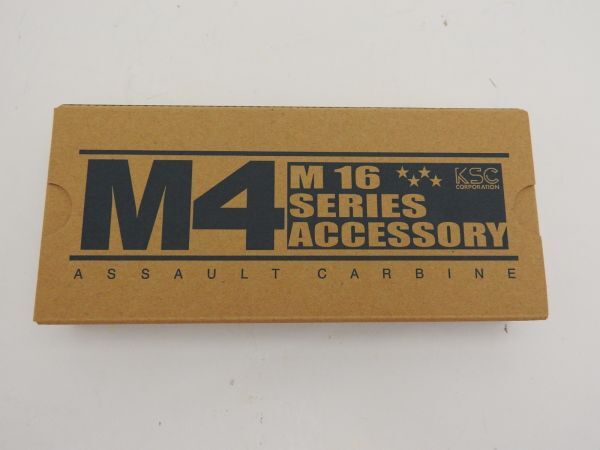 M4
M 16
SERIES
ACCESSORY
KSC
CORPORATION
ASSAULT CARBINE